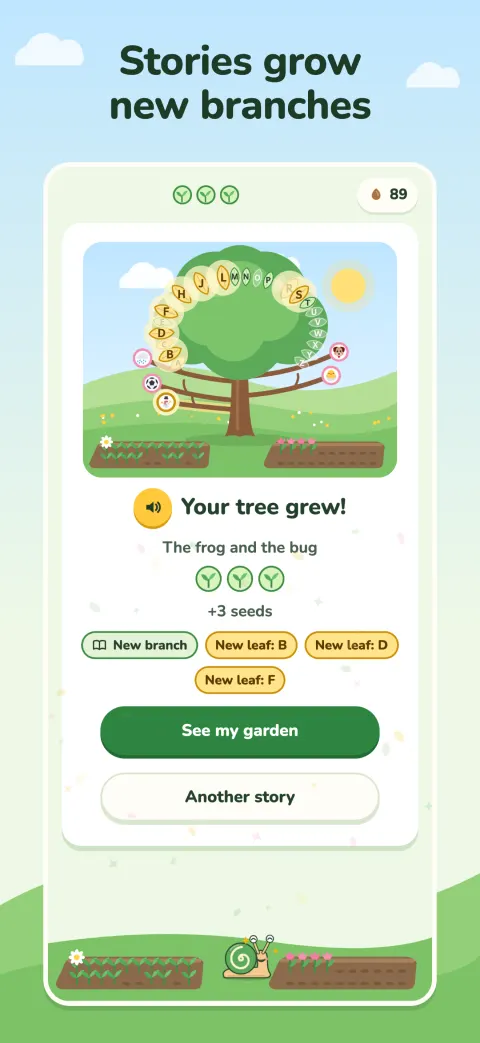 Stories grow
new branches
89
B
D
F
H
J
L
M
N
O
P
R
S
T
U
V
W
X
Y
Z
Your tree grew!
The frog and the bug
+3 seeds
New branch
New leaf: B
New leaf: D
New leaf: F
See my garden
Another story